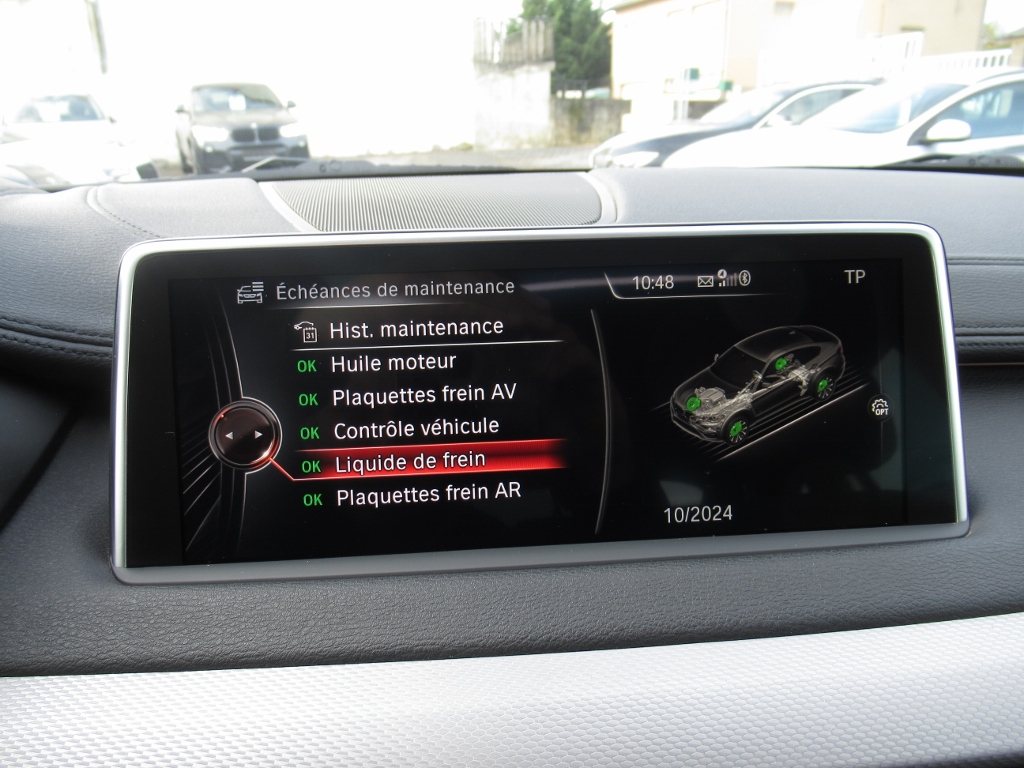 Échéances de maintenance
10:48
TP
31
Hist. maintenance
OK Huile moteur
OK Plaquettes frein AV
OK Contrôle véhicule
OK Liquide de frein
OK Plaquettes frein AR
OPT
10/2024